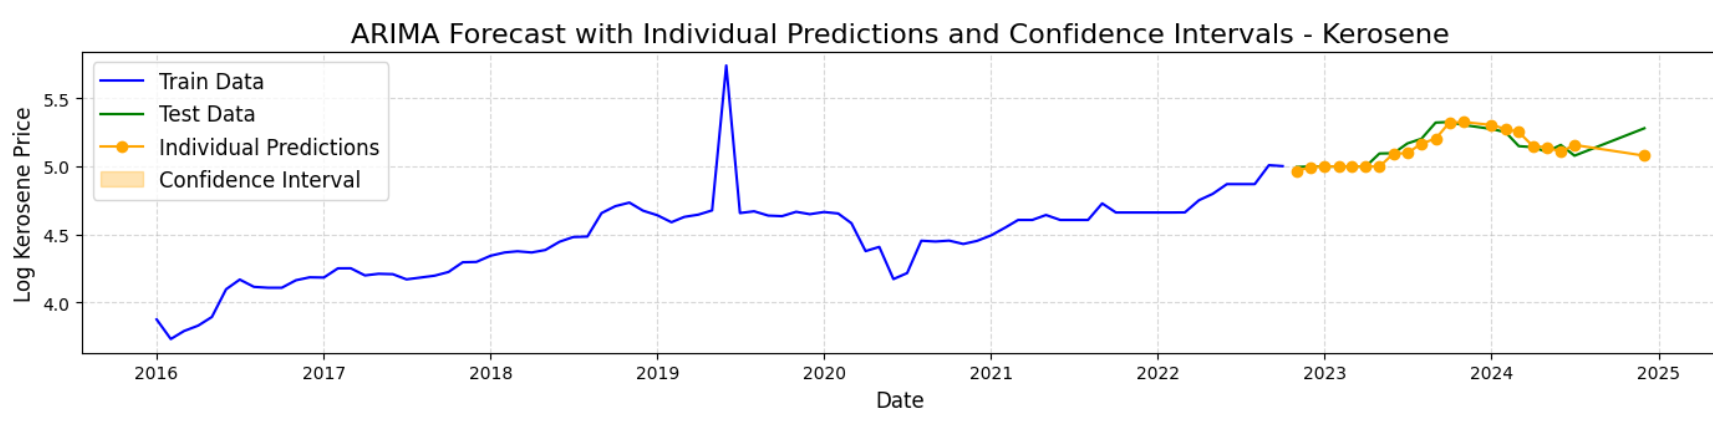 ARIMA Forecast with Individual Predictions and Confidence Intervals - Kerosene
Train Data
Test Data
Individual Predictions
Confidence Interval
Log Kerosene Price
5.5
5.0
4.5
4.0
2016 2017 2018 2019 2020 2021 2022 2023 2024 2025
Date